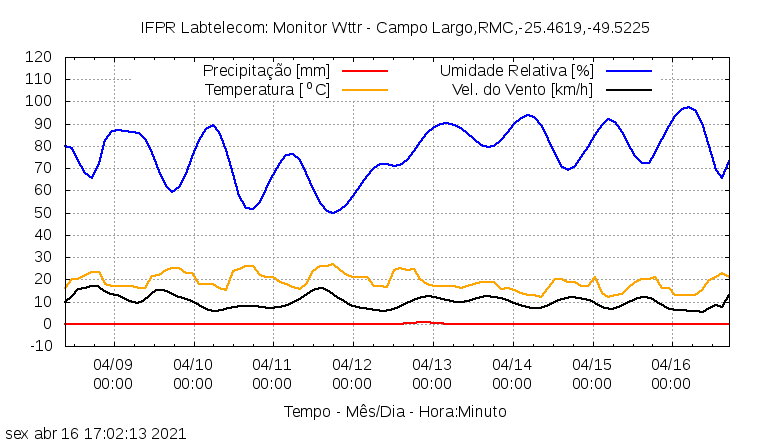 IFPR Labtelecom: Monitor Wttr - Campo Largo,RMC,-25.4619,-49.5225
120
110
100
90
80
70
60
50
40
30
20
10
0
-10
Precipitação [mm]
Temperatura [⁰C]
Umidade Relativa [%]
Vel. do Vento [km/h]
04/09 04/10 04/11 04/12 04/13 04/14 04/15 04/16
00:00 00:00 00:00 00:00 00:00 00:00 00:00 00:00
Tempo - Mês/Dia - Hora:Minuto
sex abr 16 17:02:13 2021